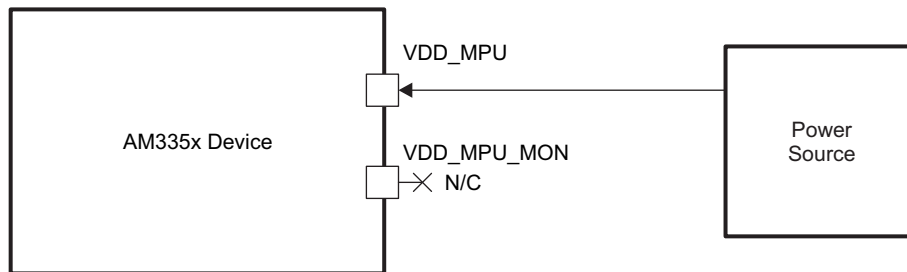 VDD_MPU
AM335x Device
Power
Source
VDD_MPU_MON
N/C